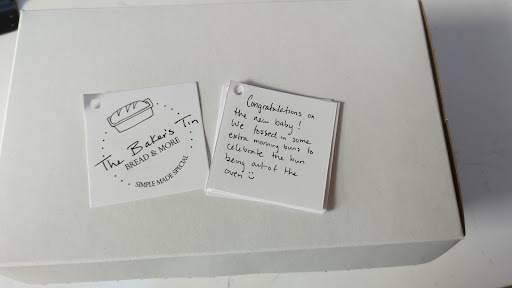 The Baker's Tin
BREAD & MORE
SIMPLE MADE SPECIAL
Congratulations on
the new baby!
We tossed in some
extra morning buns to
celebrate the bun
being out of the
oven